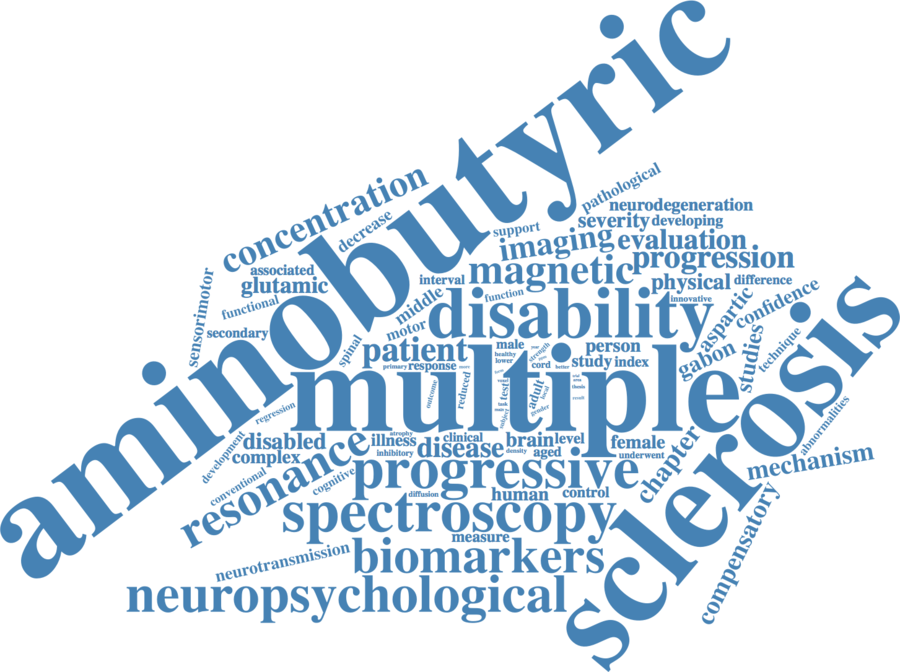 aminobutyric
concentration
decrease
pathological
neurodegeneration
support
severity
developing
imaging
evaluation
associated
sensorimotor
glutamic
interval
magnetic
progression
physical
difference
functional
middle
function
innovative
aspartic
confidence
secondary
motor
disability
spinal
patient
male
strength
person
gabon
studies
technique
sclerosis
healthy
lower
cord
better
study
index
primary
response
multiple
outcome
reduced
test
adult
gender
subject
task
area
thesis
result
regression
development
disabled
complex
resonance
atrophy
illness
inhibitory
clinical
disease
density
brain
level
aged
female
underwent
chapter
abnormalities
mechanism
conventional
cognitive
progressive
diffusion
human
control
spectroscopy
measure
compensatory
neurotransmission
biomarkers
neuropsychological